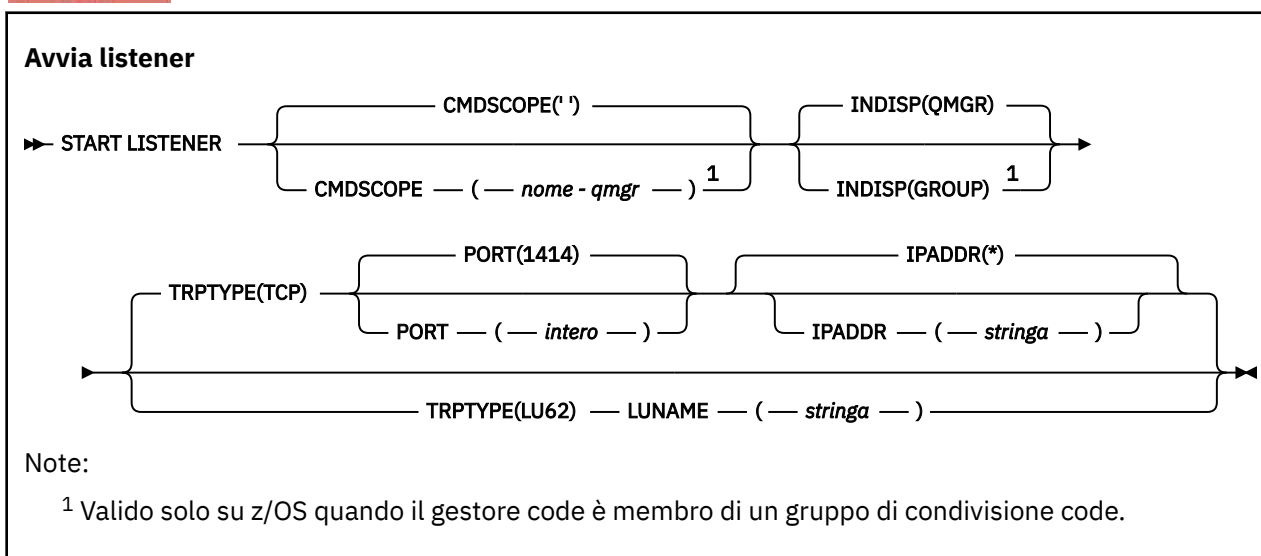 Avvia listener
CMDSCOPE(' ') INDISP(QMGR)
START LISTENER
CMDSCOPE ( nome - qmgr ) 1 INDISP(GROUP) 1
PORT(1414) IPADDR(*)
TRPTYPE(TCP)
PORT ( intero ) IPADDR ( stringa )
TRPTYPE(LU62) LUNAME ( stringa )
Note:
1 Valido solo su z/OS quando il gestore code è membro di un gruppo di condivisione code.